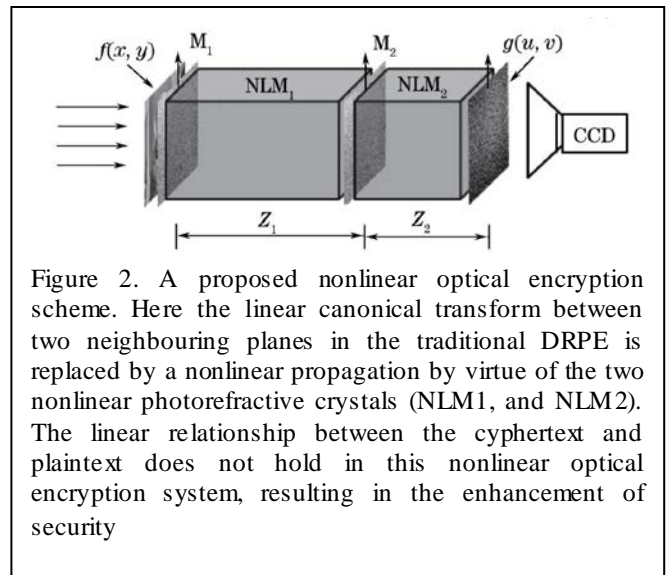 f(x, y)
M₁
M₂
g(u, v)
NLM₁
NLM₂
CCD
Z₁
Z₂
Figure 2. A proposed nonlinear optical encryption
scheme. Here the linear canonical transform between
two neighbouring planes in the traditional DRPE is
replaced by a nonlinear propagation by virtue of the two
nonlinear photorefractive crystals (NLM1, and NLM2).
The linear relationship between the cyphertext and
plaintext does not hold in this nonlinear optical
encryption system, resulting in the enhancement of
security